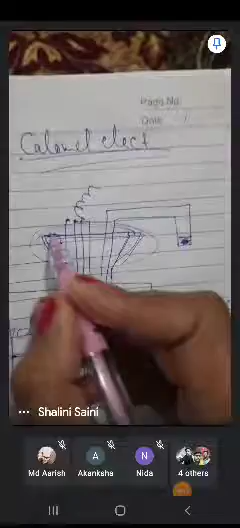 Page No.
Date / /
Calomel elect
Shalini Saini
Md Aarish
A
Akanksha
N
Nida
4 others